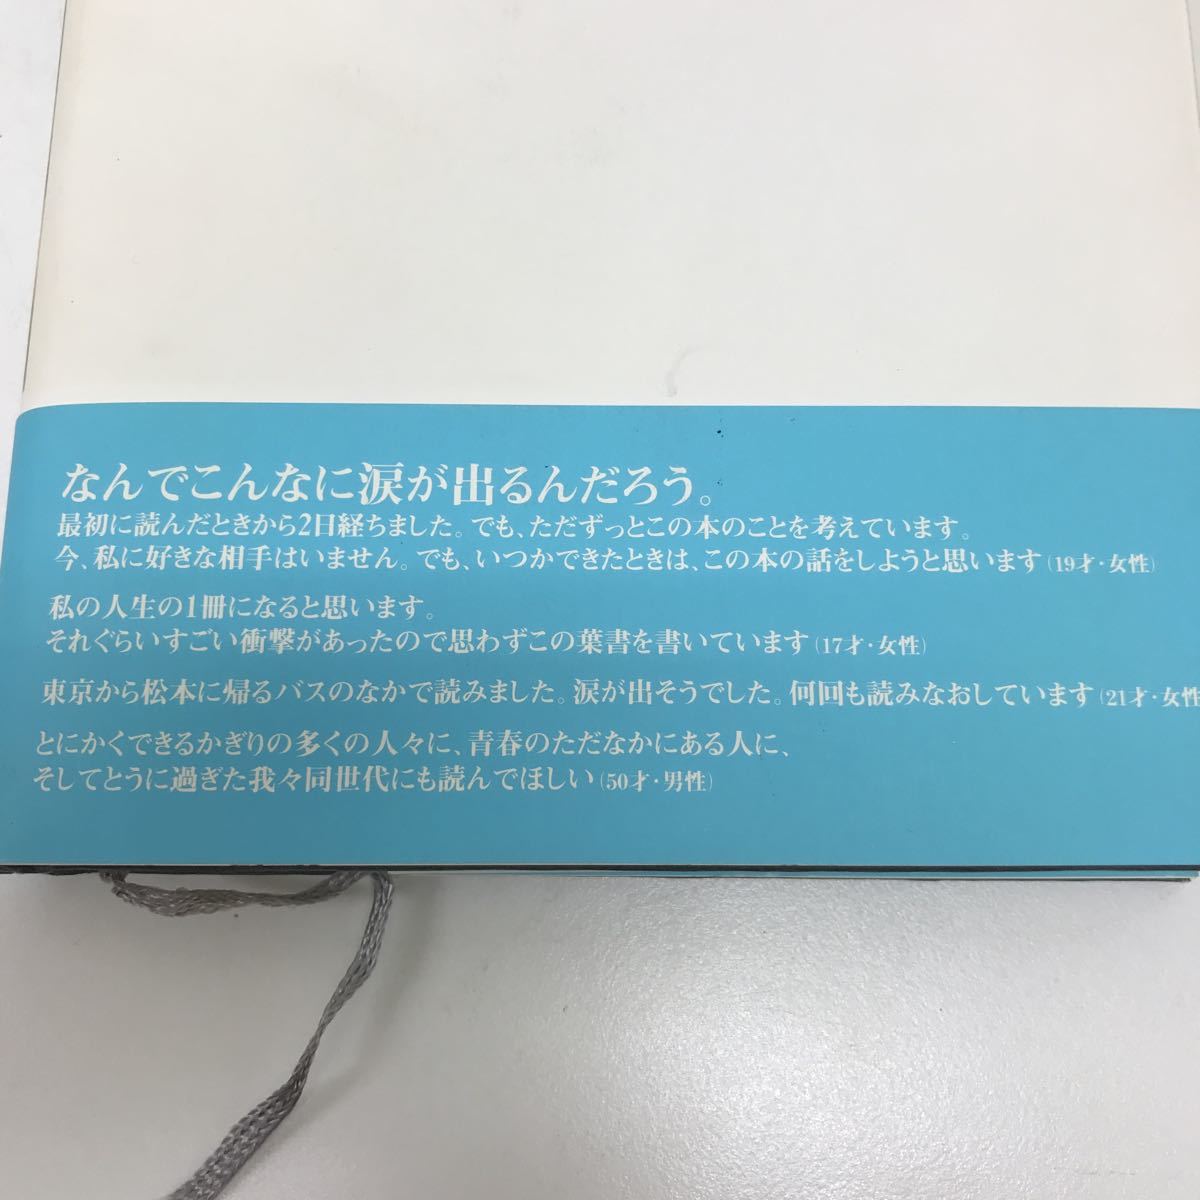 なんでこんなに涙が出るんだろう。
最初に読んだときから2日経ちました。でも、ただずっとこの本のことを考えています。
今、私に好きな相手はいません。でも、いつかできたときは、この本の話をしようと思います(19才・女性)
私の人生の1冊になると思います。
それぐらいすごい衝撃があったので思わずこの葉書を書いています(17才・女性)
東京から松本に帰るバスのなかで読みました。涙が出そうでした。何回も読みなおしています(21才・女性
とにかくできるかぎりの多くの人々に、青春のただなかにある人に、
そしてとうに過ぎた我々同世代にも読んでほしい(50才・男性)